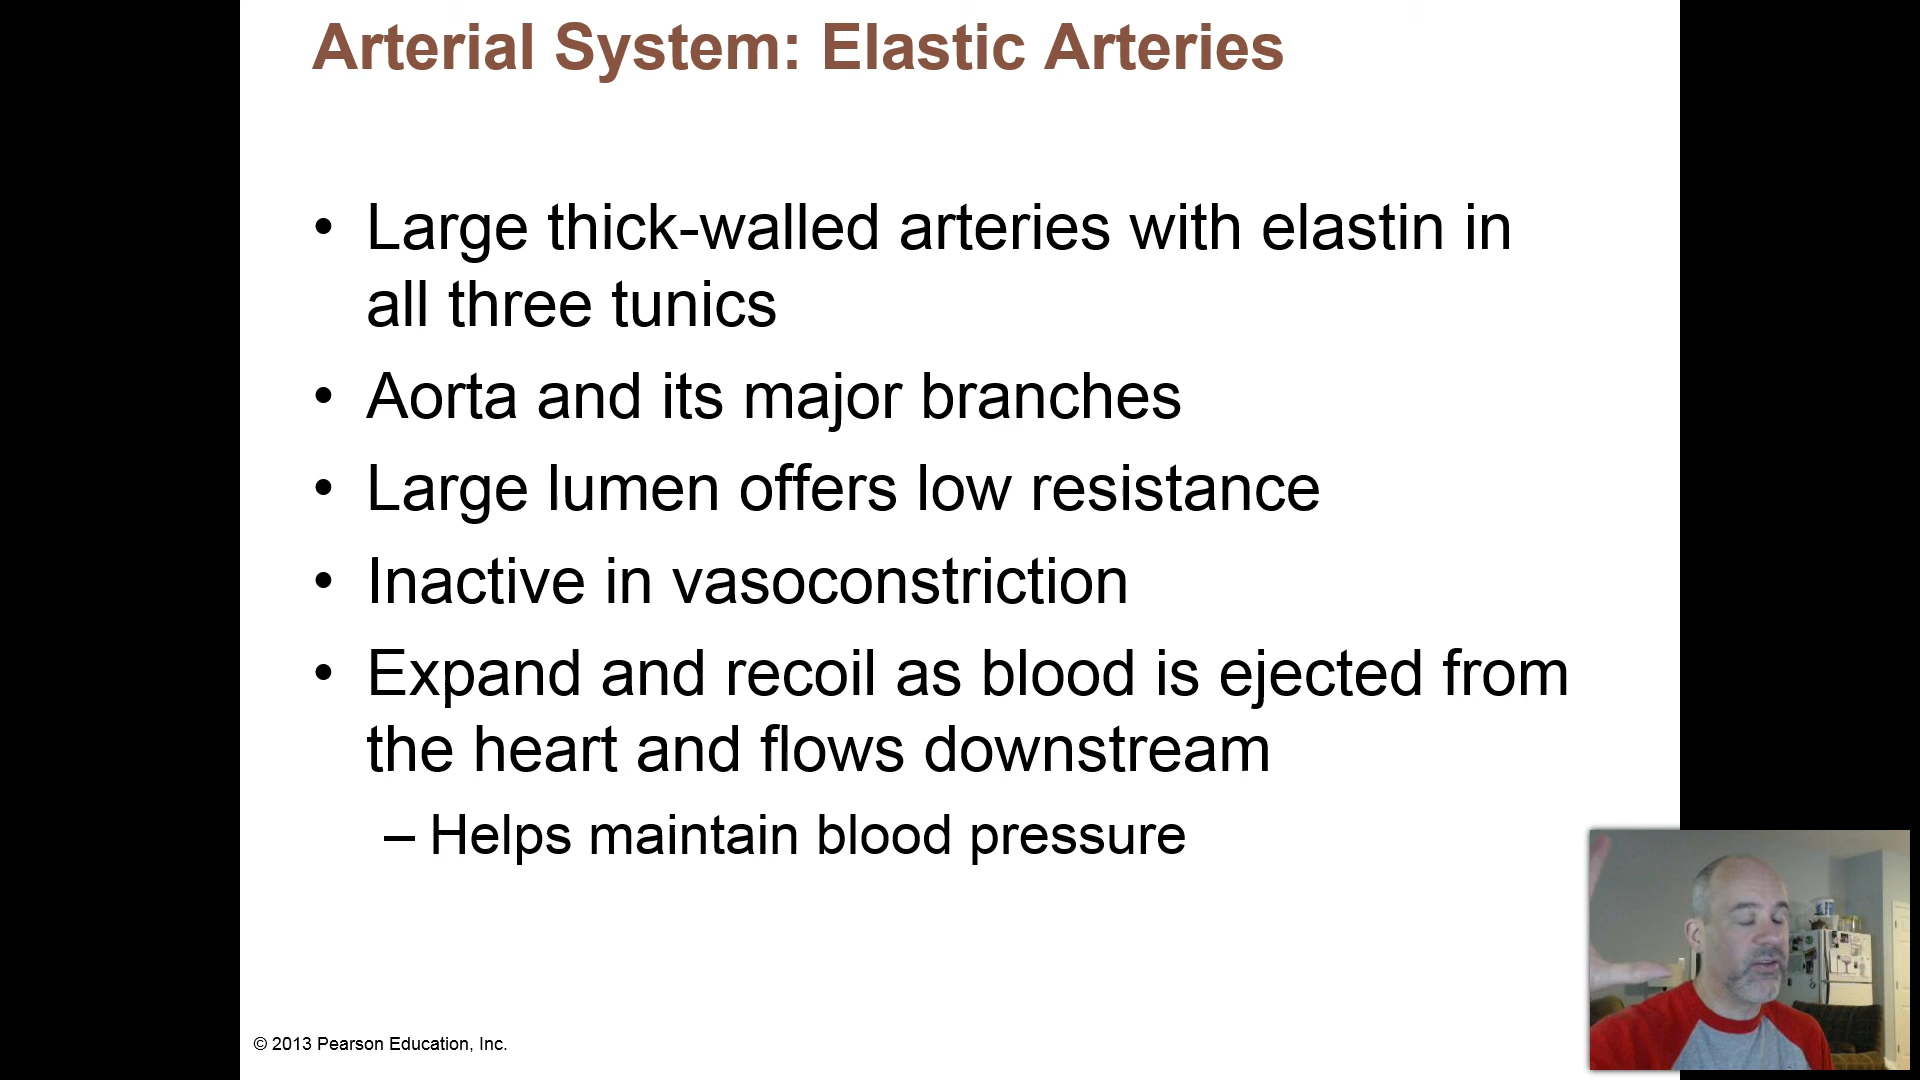 Arterial System: Elastic Arteries
• Large thick-walled arteries with elastin in
all three tunics
• Aorta and its major branches
• Large lumen offers low resistance
• Inactive in vasoconstriction
• Expand and recoil as blood is ejected from
the heart and flows downstream
– Helps maintain blood pressure
© 2013 Pearson Education, Inc.